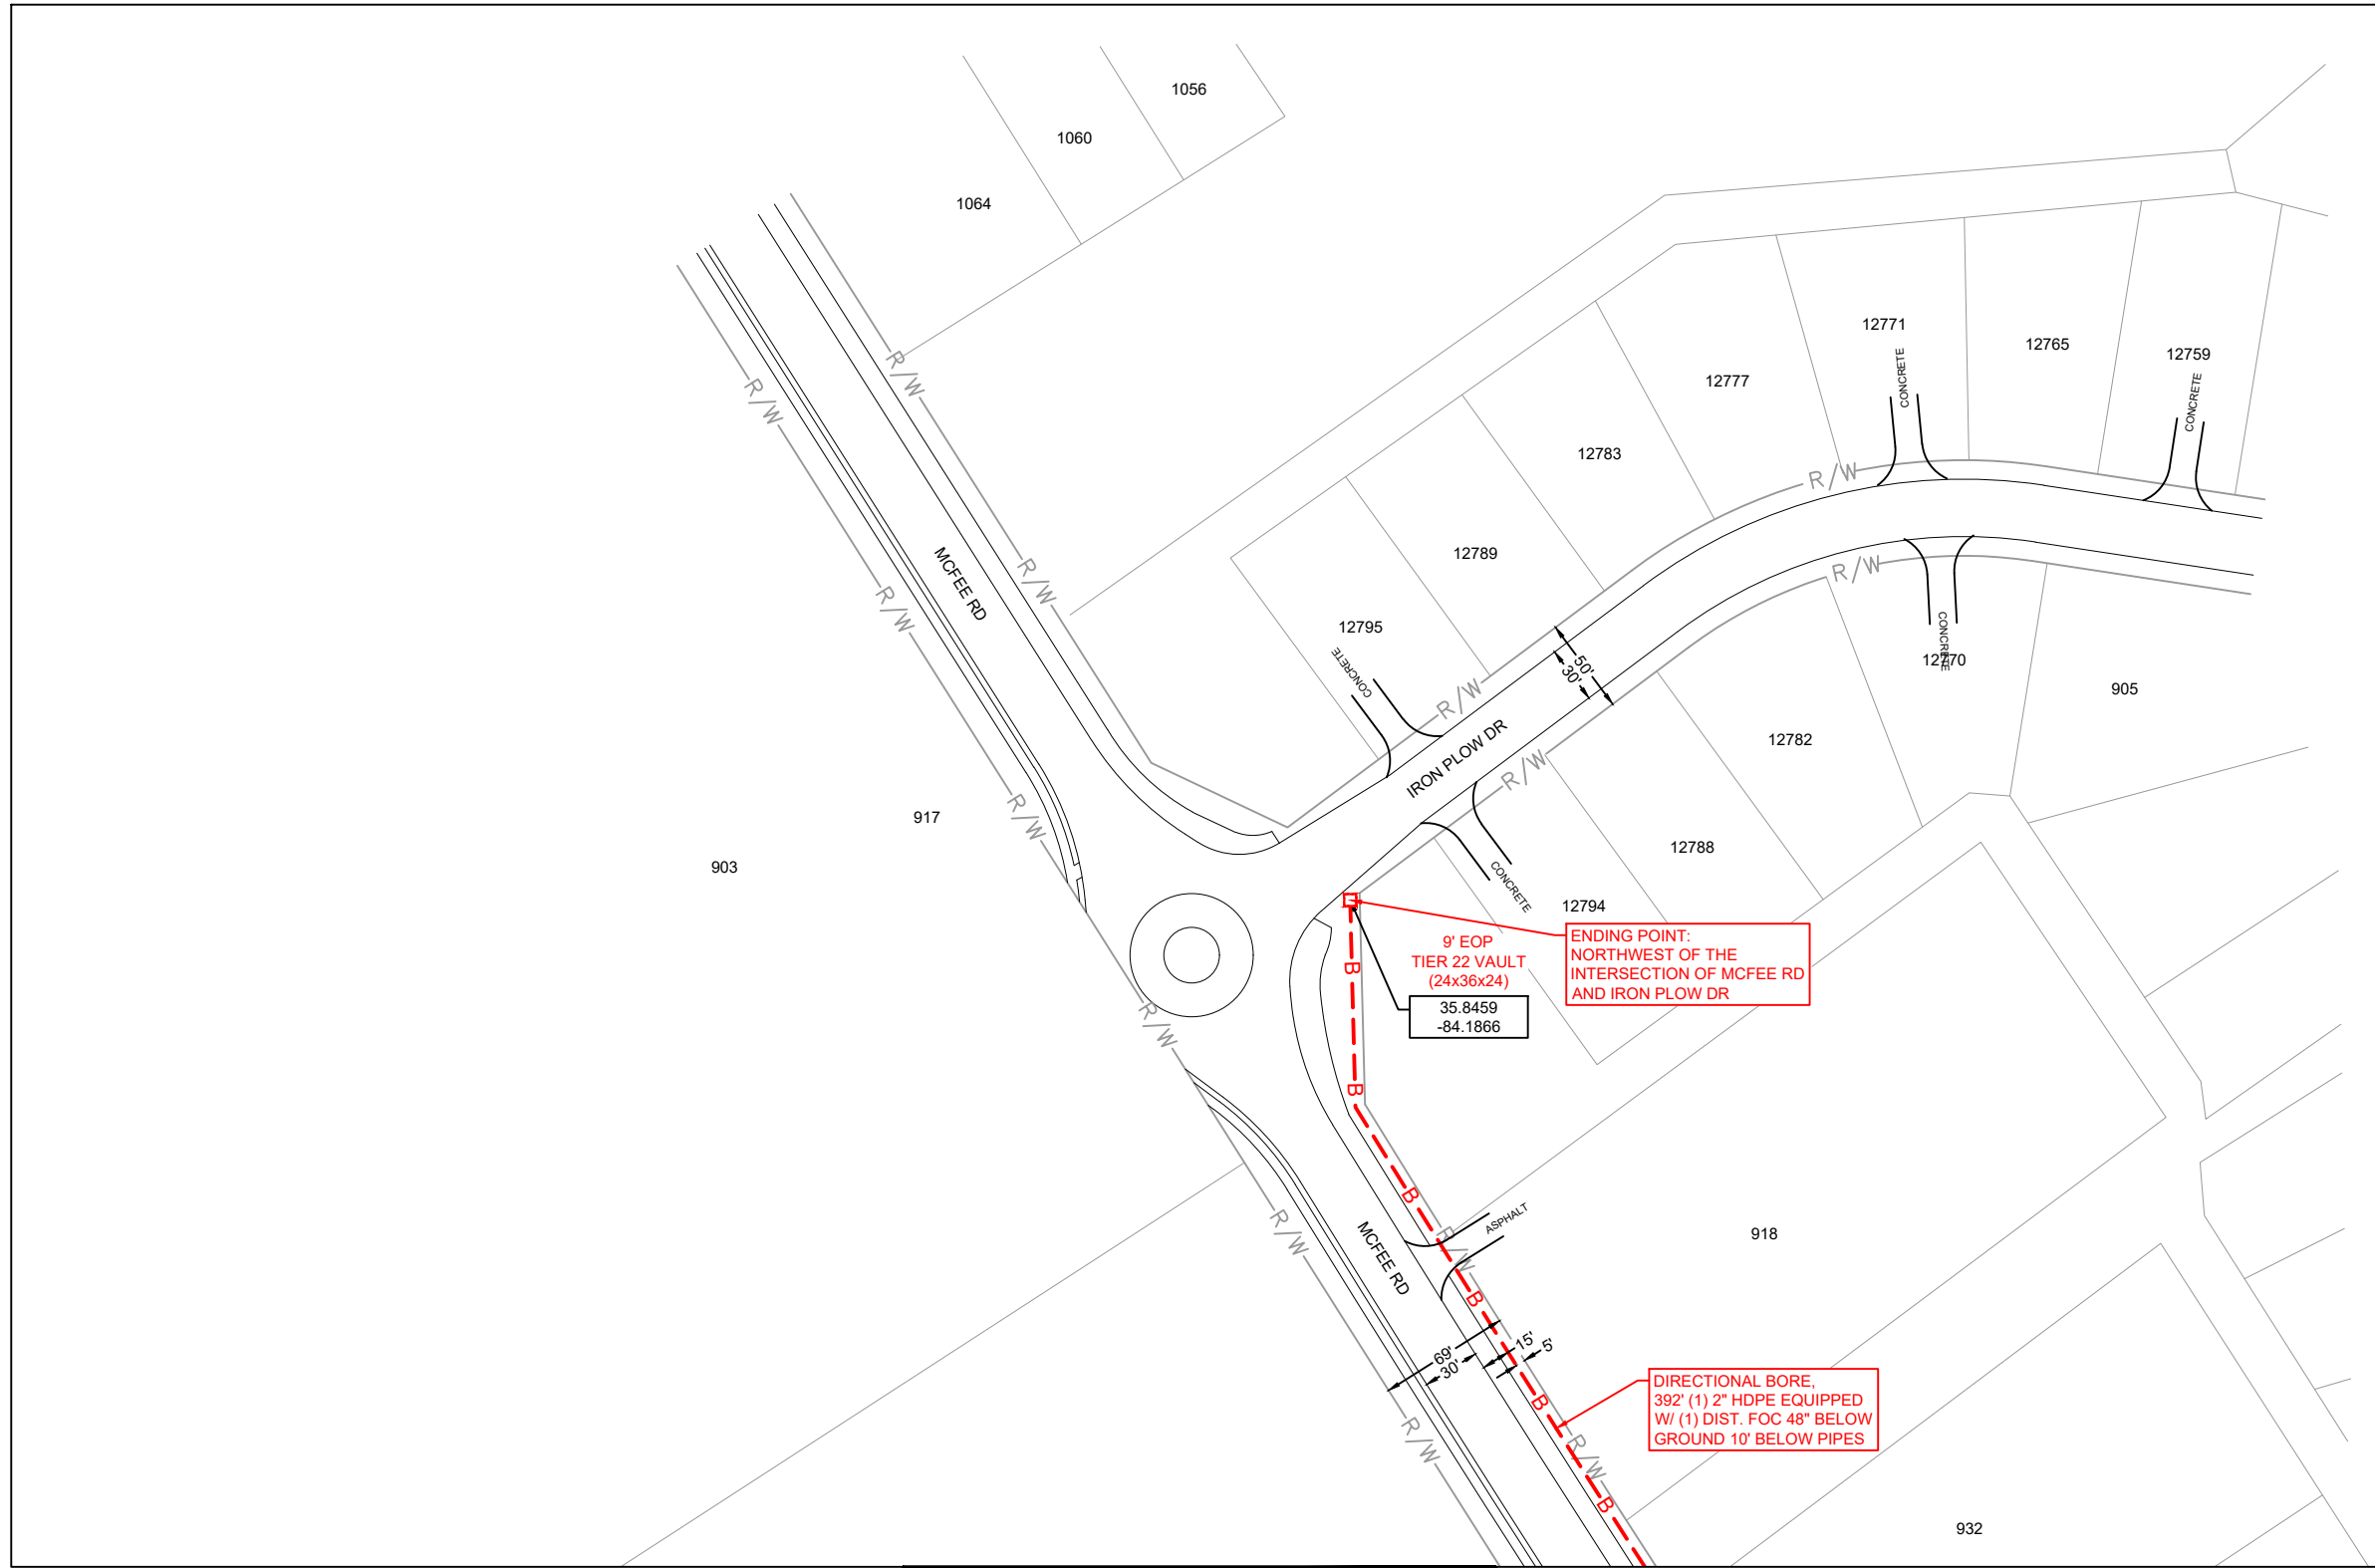 1056
1060
1064
12771
12765
12759
12777
CONCRETE
CONCRETE
12783
R/W
R/W
R/W
R/W
12789
MCFEE RD
R/W
R/W
R/W
12795
CONCRETE
50'
30'
CONCRETE
12770
905
R/W
IRON PLOW DR
R/W
12782
917
R/W
12788
903
CONCRETE
12794
9' EOP
TIER 22 VAULT
(24x36x24)
35.8459
-84.1866
ENDING POINT:
NORTHWEST OF THE
INTERSECTION OF MCFEE RD
AND IRON PLOW DR
B
R/W
B
B
ASPHALT
R/W
R/W
MCFEE RD
918
B
69'
30'
15'
5'
B
DIRECTIONAL BORE,
392' (1) 2" HDPE EQUIPPED
W/ (1) DIST. FOC 48" BELOW
GROUND 10' BELOW PIPES
R/W
R/W
B
932